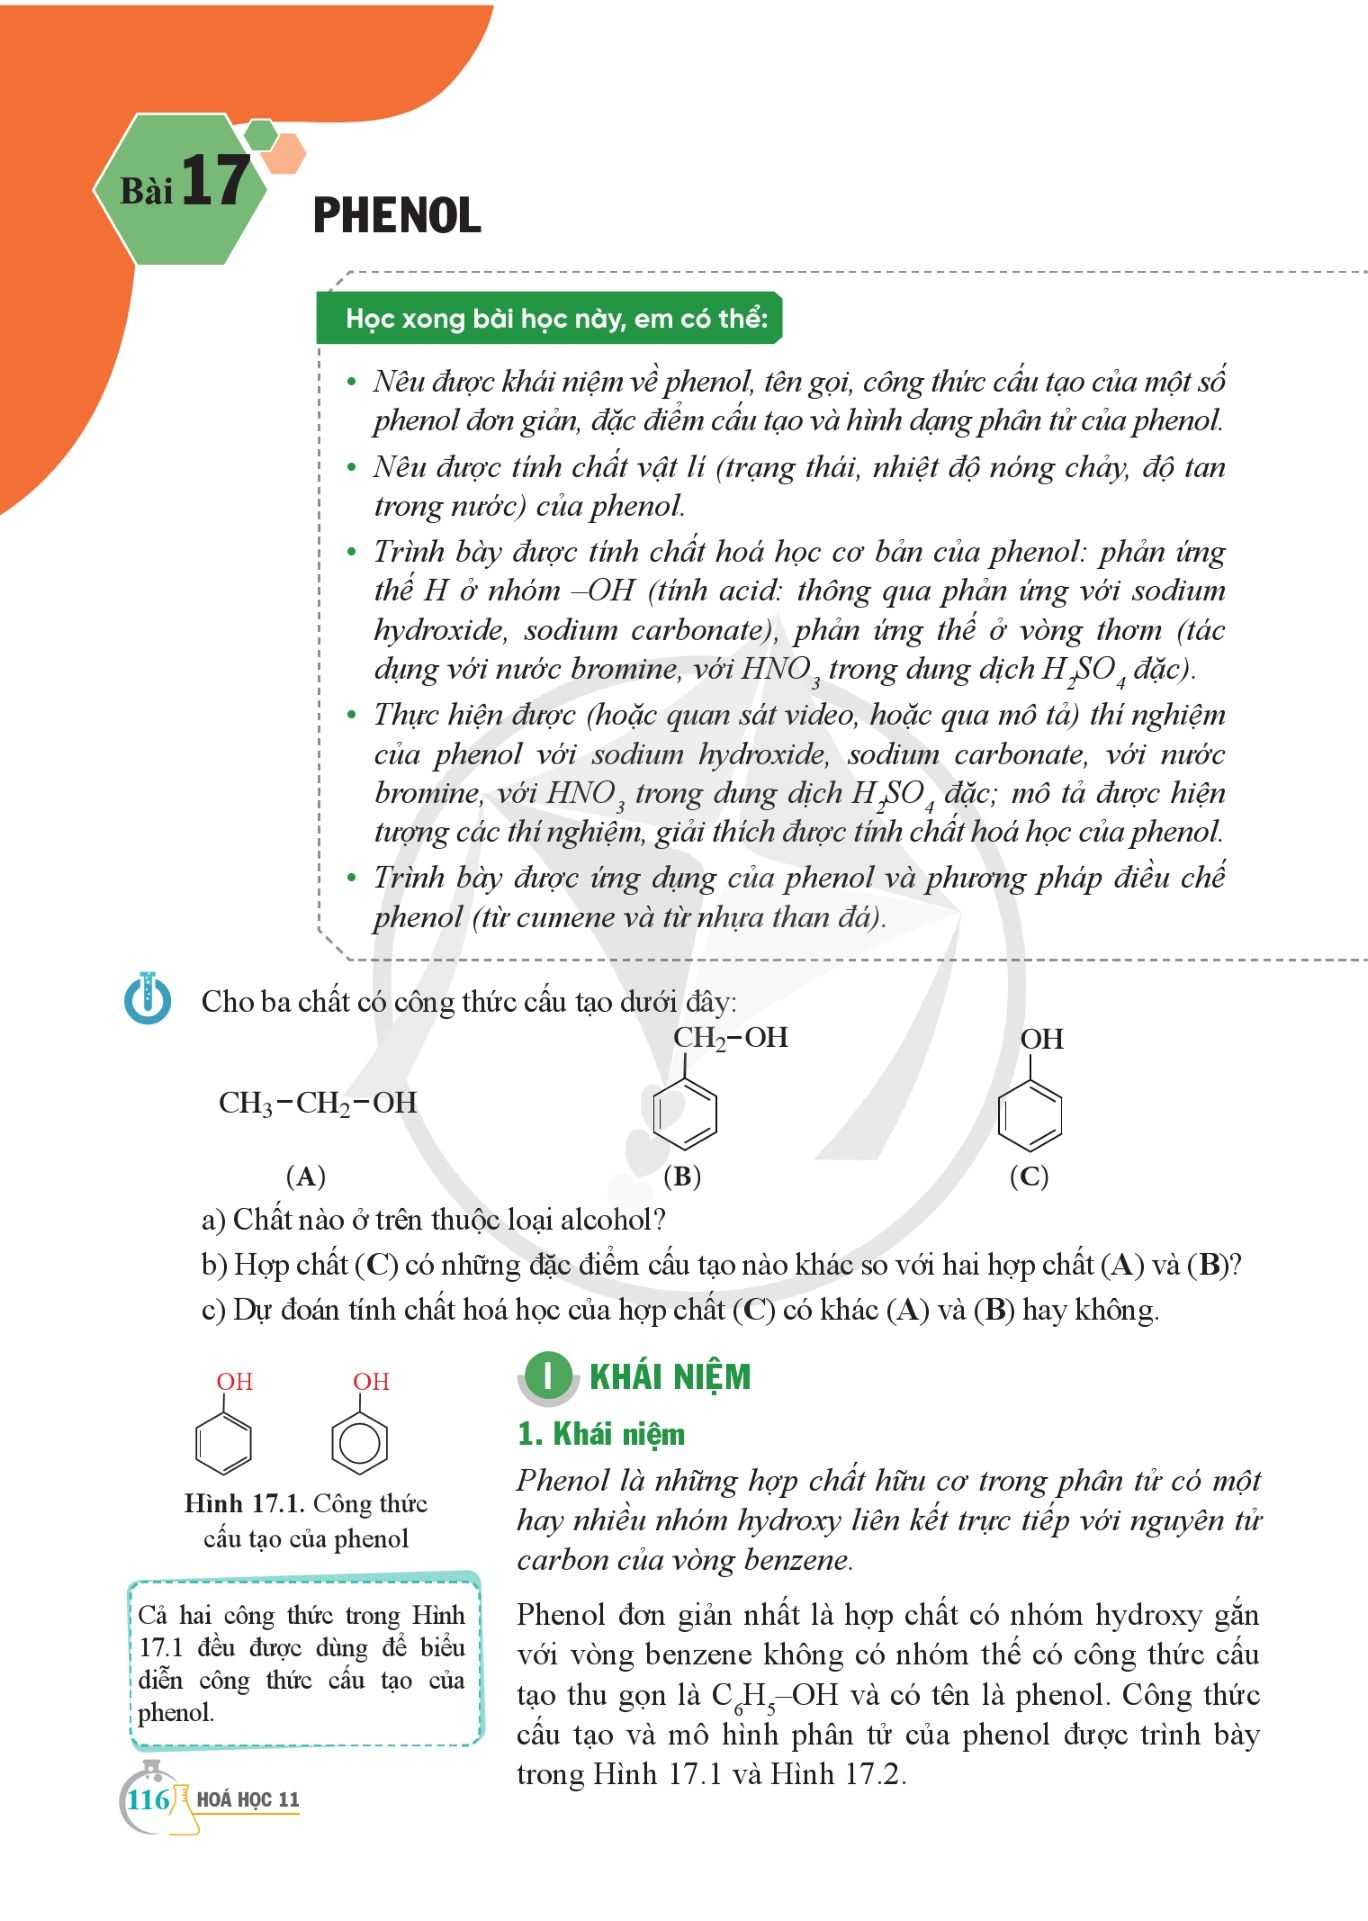 Bài 17
PHENOL
Học xong bài học này, em có thể:
• Nêu được khái niệm về phenol, tên gọi, công thức cấu tạo của một số
phenol đơn giản, đặc điểm cấu tạo và hình dạng phân tử của phenol.
• Nêu được tính chất vật lí (trạng thái, nhiệt độ nóng chảy, độ tan
trong nước) của phenol.
• Trình bày được tính chất hoá học cơ bản của phenol: phản ứng
thế H ở nhóm –OH (tính acid: thông qua phản ứng với sodium
hydroxide, sodium carbonate), phản ứng thế ở vòng thơm (tác
dụng với nước bromine, với HNO₃ trong dung dịch H₂SO₄ đặc).
• Thực hiện được (hoặc quan sát video, hoặc qua mô tả) thí nghiệm
của phenol với sodium hydroxide, sodium carbonate, với nước
bromine, với HNO₃ trong dung dịch H₂SO₄ đặc; mô tả được hiện
tượng các thí nghiệm, giải thích được tính chất hoá học của phenol.
• Trình bày được ứng dụng của phenol và phương pháp điều chế
phenol (từ cumene và từ nhựa than đá).
Cho ba chất có công thức cấu tạo dưới đây:
CH₃–CH₂–OH
CH₂–OH
OH
(A)
(B)
(C)
a) Chất nào ở trên thuộc loại alcohol?
b) Hợp chất (C) có những đặc điểm cấu tạo nào khác so với hai hợp chất (A) và (B)?
c) Dự đoán tính chất hoá học của hợp chất (C) có khác (A) và (B) hay không.
OH
OH
Hình 17.1. Công thức
cấu tạo của phenol
Cả hai công thức trong Hình
17.1 đều được dùng để biểu
diễn công thức cấu tạo của
phenol.
I KHÁI NIỆM
1. Khái niệm
Phenol là những hợp chất hữu cơ trong phân tử có một
hay nhiều nhóm hydroxy liên kết trực tiếp với nguyên tử
carbon của vòng benzene.
Phenol đơn giản nhất là hợp chất có nhóm hydroxy gắn
với vòng benzene không có nhóm thế có công thức cấu
tạo thu gọn là C₆H₅–OH và có tên là phenol. Công thức
cấu tạo và mô hình phân tử của phenol được trình bày
trong Hình 17.1 và Hình 17.2.
116 HOÁ HỌC 11